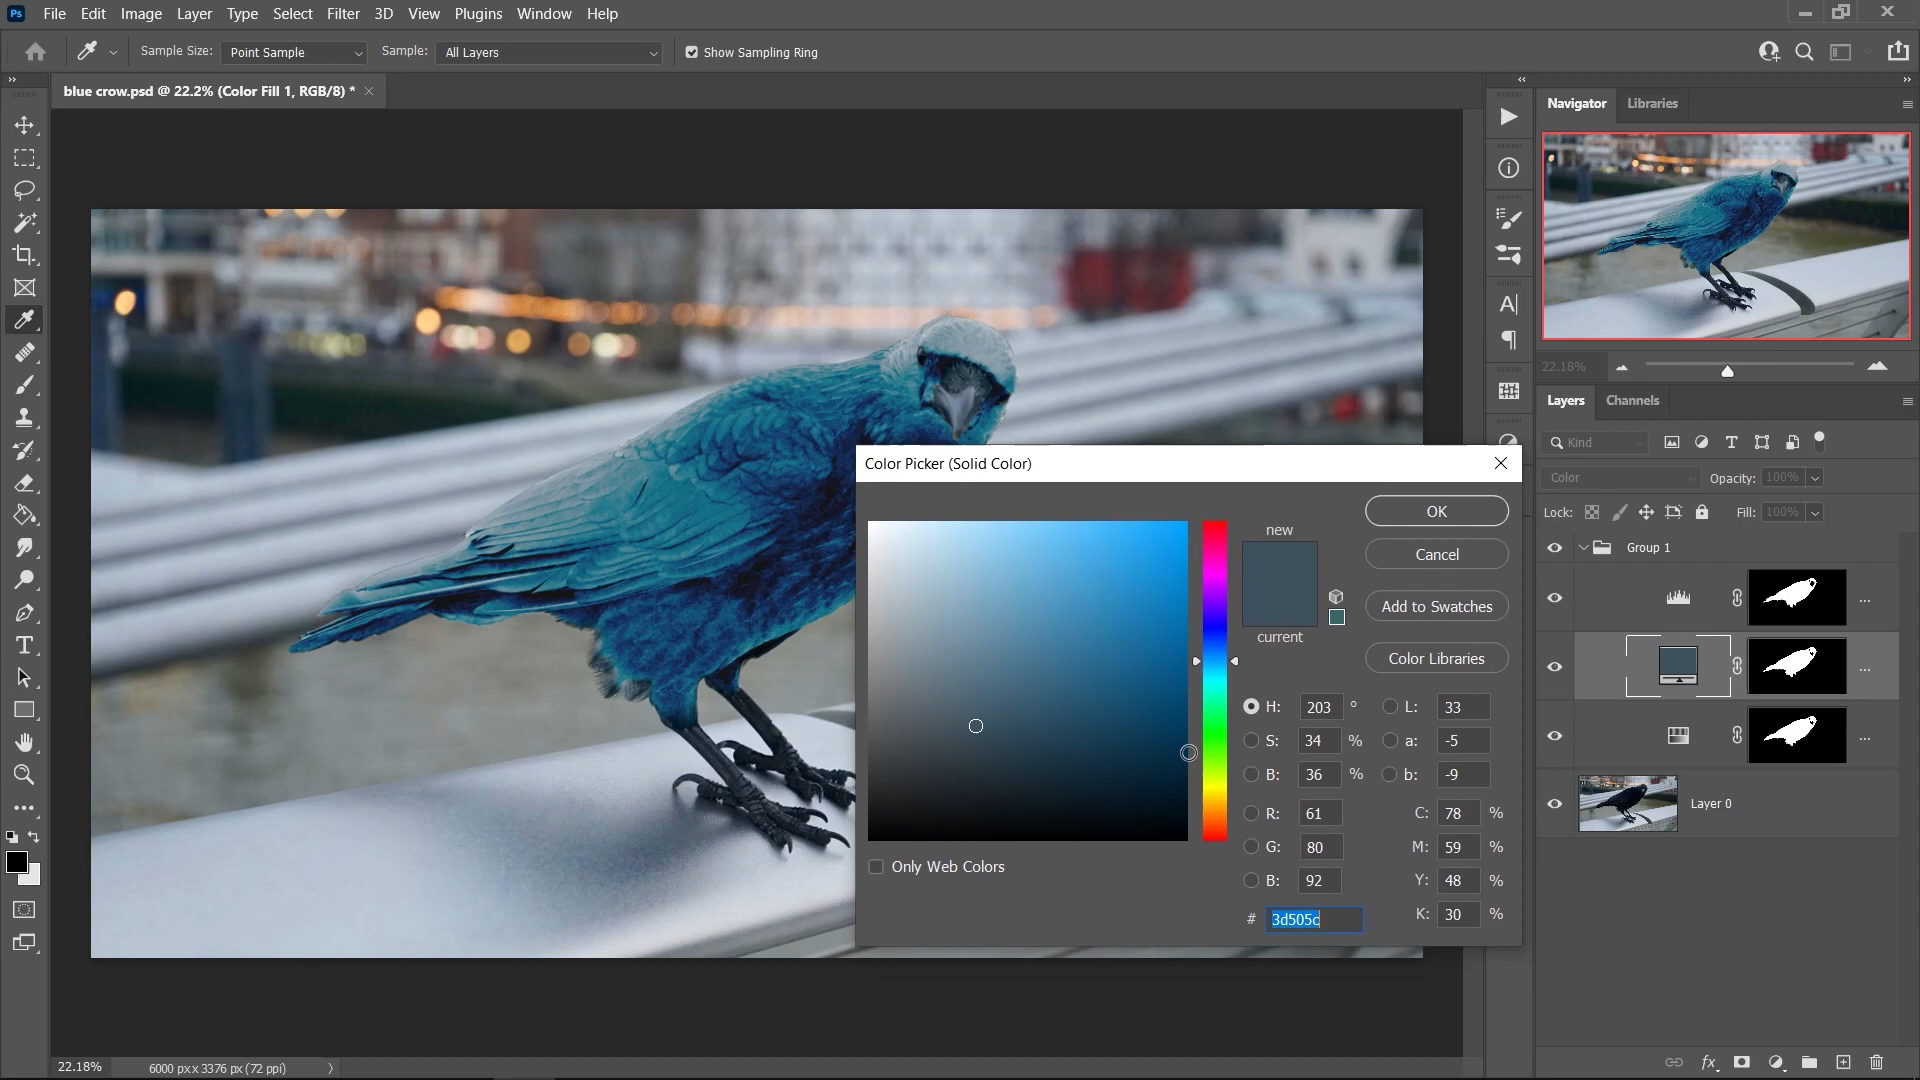 Ps File Edit Image Layer Type Select Filter 3D View Plugins Window Help
Sample Size: Point Sample Sample: All Layers Show Sampling Ring
blue crow.psd @ 22.2% (Color Fill 1, RGB/8) *
Navigator Libraries
22.18%
Layers Channels
Kind
Color Opacity: 100%
Lock: Fill: 100%
Group 1
...
...
...
Layer 0
Color Picker (Solid Color)
new
current
OK
Cancel
Add to Swatches
Color Libraries
H: 203 ° L: 33
S: 34 % a: -5
B: 36 % b: -9
R: 61 C: 78 %
G: 80 M: 59 %
B: 92 Y: 48 %
# 3d505c K: 30 %
Only Web Colors
22.18% 6000 px x 3376 px (72 ppi)
fx